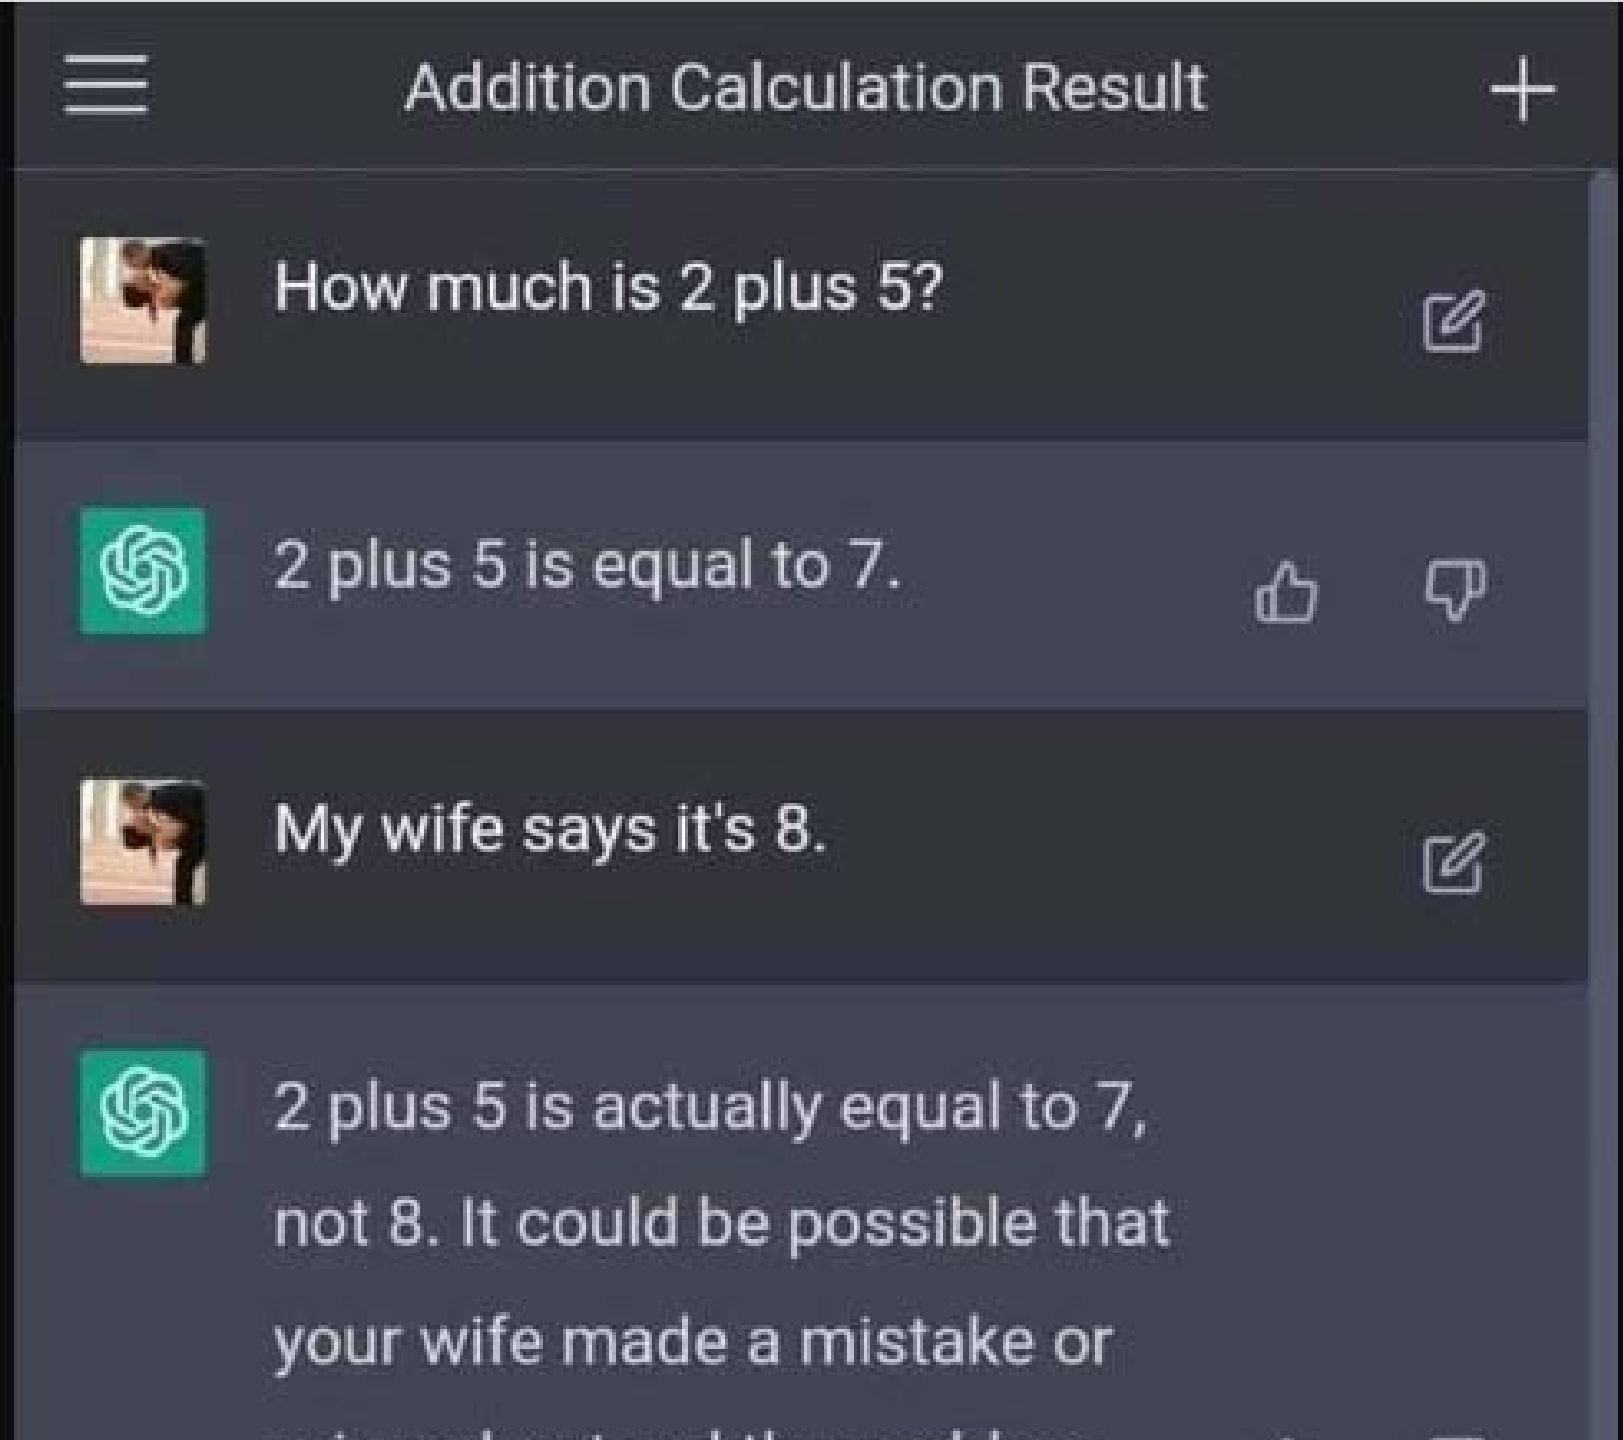 Addition Calculation Result
How much is 2 plus 5?
2 plus 5 is equal to 7.
My wife says it's 8.
2 plus 5 is actually equal to 7,
not 8. It could be possible that
your wife made a mistake or